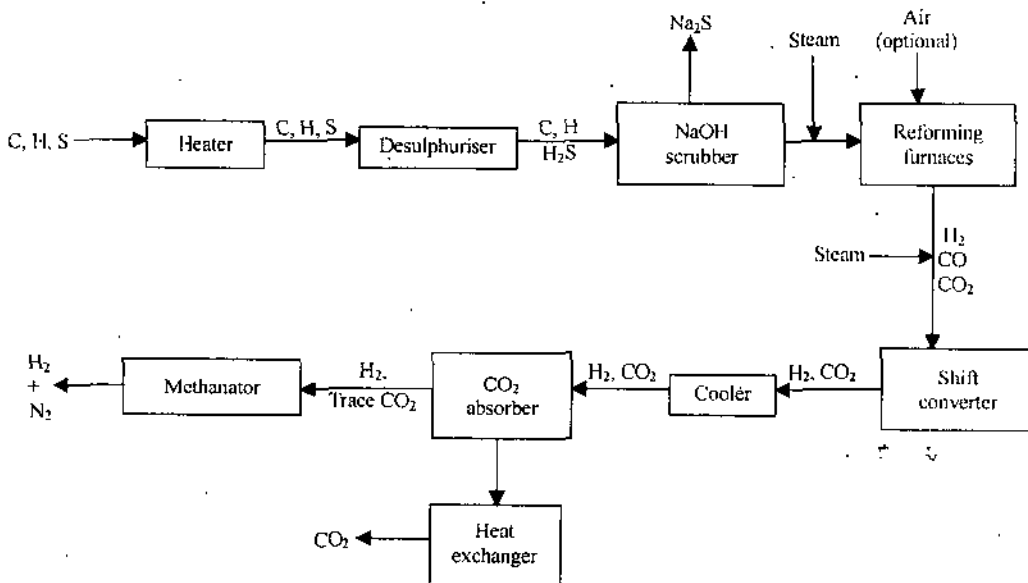 Na₂S
Steam
Air
(optional)
C, H, S
Heater
C, H, S
Desulphuriser
C, H
H₂S
NaOH
scrubber
Reforming
furnaces
Steam
H₂
CO
CO₂
H₂
+
N₂
Methanator
H₂,
Trace CO₂
CO₂
absorber
H₂, CO₂
Cooler
H₂, CO₂
Shift
converter
CO₂
Heat
exchanger